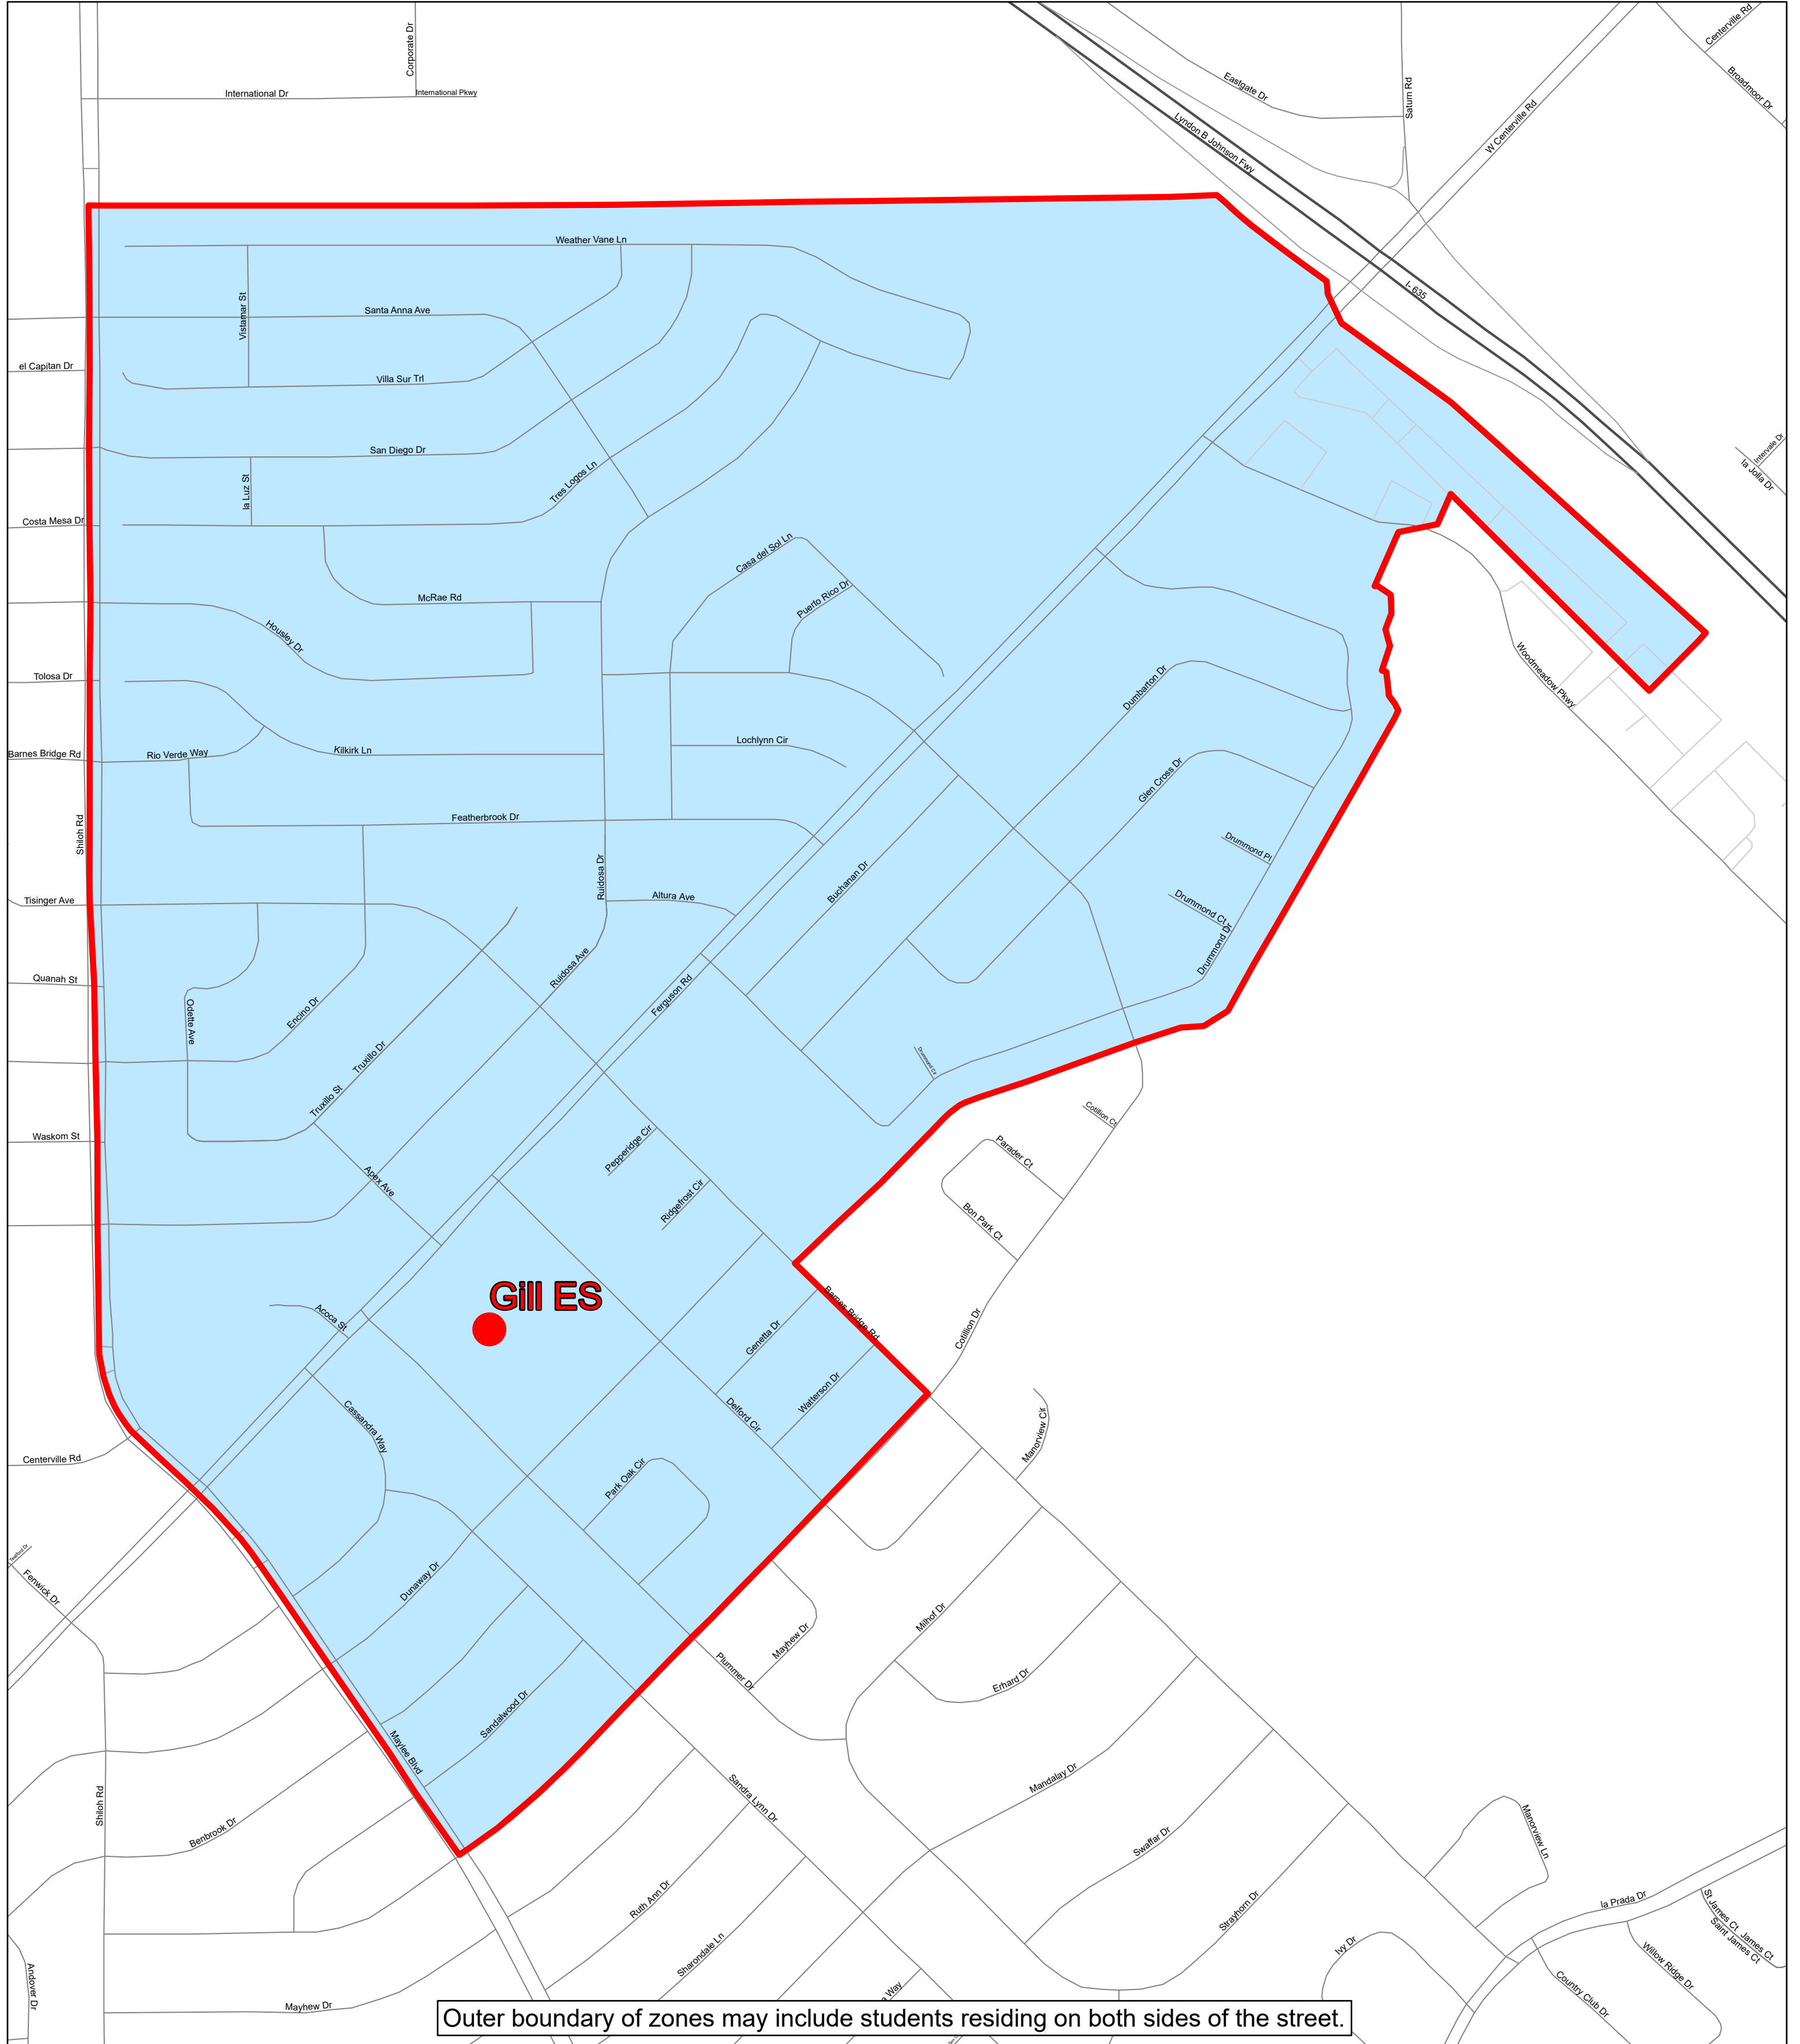 Corporate Dr
Centerville Rd
International Dr
International Pkwy
Eastgate Dr
Satum Rd
Broadmoor Dr
Lyndon B Johnson Fwy
W Centerville Rd
Weather Vane Ln
Vistamar St
Santa Anna Ave
I- 635
el Capitan Dr
Villa Sur Trl
San Diego Dr
Intervale Dr
la Jolla Dr
la Luz St
Tres Logos Ln
Costa Mesa Dr
Casa del Sol Ln
McRae Rd
Puerto Rico Dr
Housley Dr
Tolosa Dr
Dumbarton Dr
Woodmeadow Pkwy
Barnes Bridge Rd
Rio Verde Way
Kilkirk Ln
Lochlynn Cir
Glen Cross Dr
Shiloh Rd
Featherbrook Dr
Drummond Pl
Ruidosa Dr
Buchanan Dr
Tisinger Ave
Altura Ave
Drummond Ct
Drummond Dr
Quanah St
Ruidosa Ave
Ferguson Rd
Odette Ave
Encino Dr
Truxillo Dr
Drummond Cir
Truxillo St
Cotillion Ct
Waskom St
Pepperidge Cir
Parader Ct
Apex Ave
Ridgefrost Cir
Bon Park Ct
Gill ES
Acoca St
Barnes Bridge Rd
Genetta Dr
Cotillion Dr
Watterson Dr
Delford Cir
Cassandra Way
Manorview Cir
Centerville Rd
Park Oak Cir
Fenwick Dr
Dunaway Dr
Milhof Dr
Mayhew Dr
Plummer Dr
Erhard Dr
Sandalwood Dr
Maylee Blvd
Mandalay Dr
Shiloh Rd
Sandra Lynn Dr
Benbrook Dr
Swaffar Dr
Manorview Ln
Ruth Ann Dr
la Prada Dr
Strayhorn Dr
St James Ct
James Ct
Saint James Ct
Sharondale Ln
Ivy Dr
Willow Ridge Dr
Andover Dr
Country Club Dr
Way
Mayhew Dr
Outer boundary of zones may include students residing on both sides of the street.